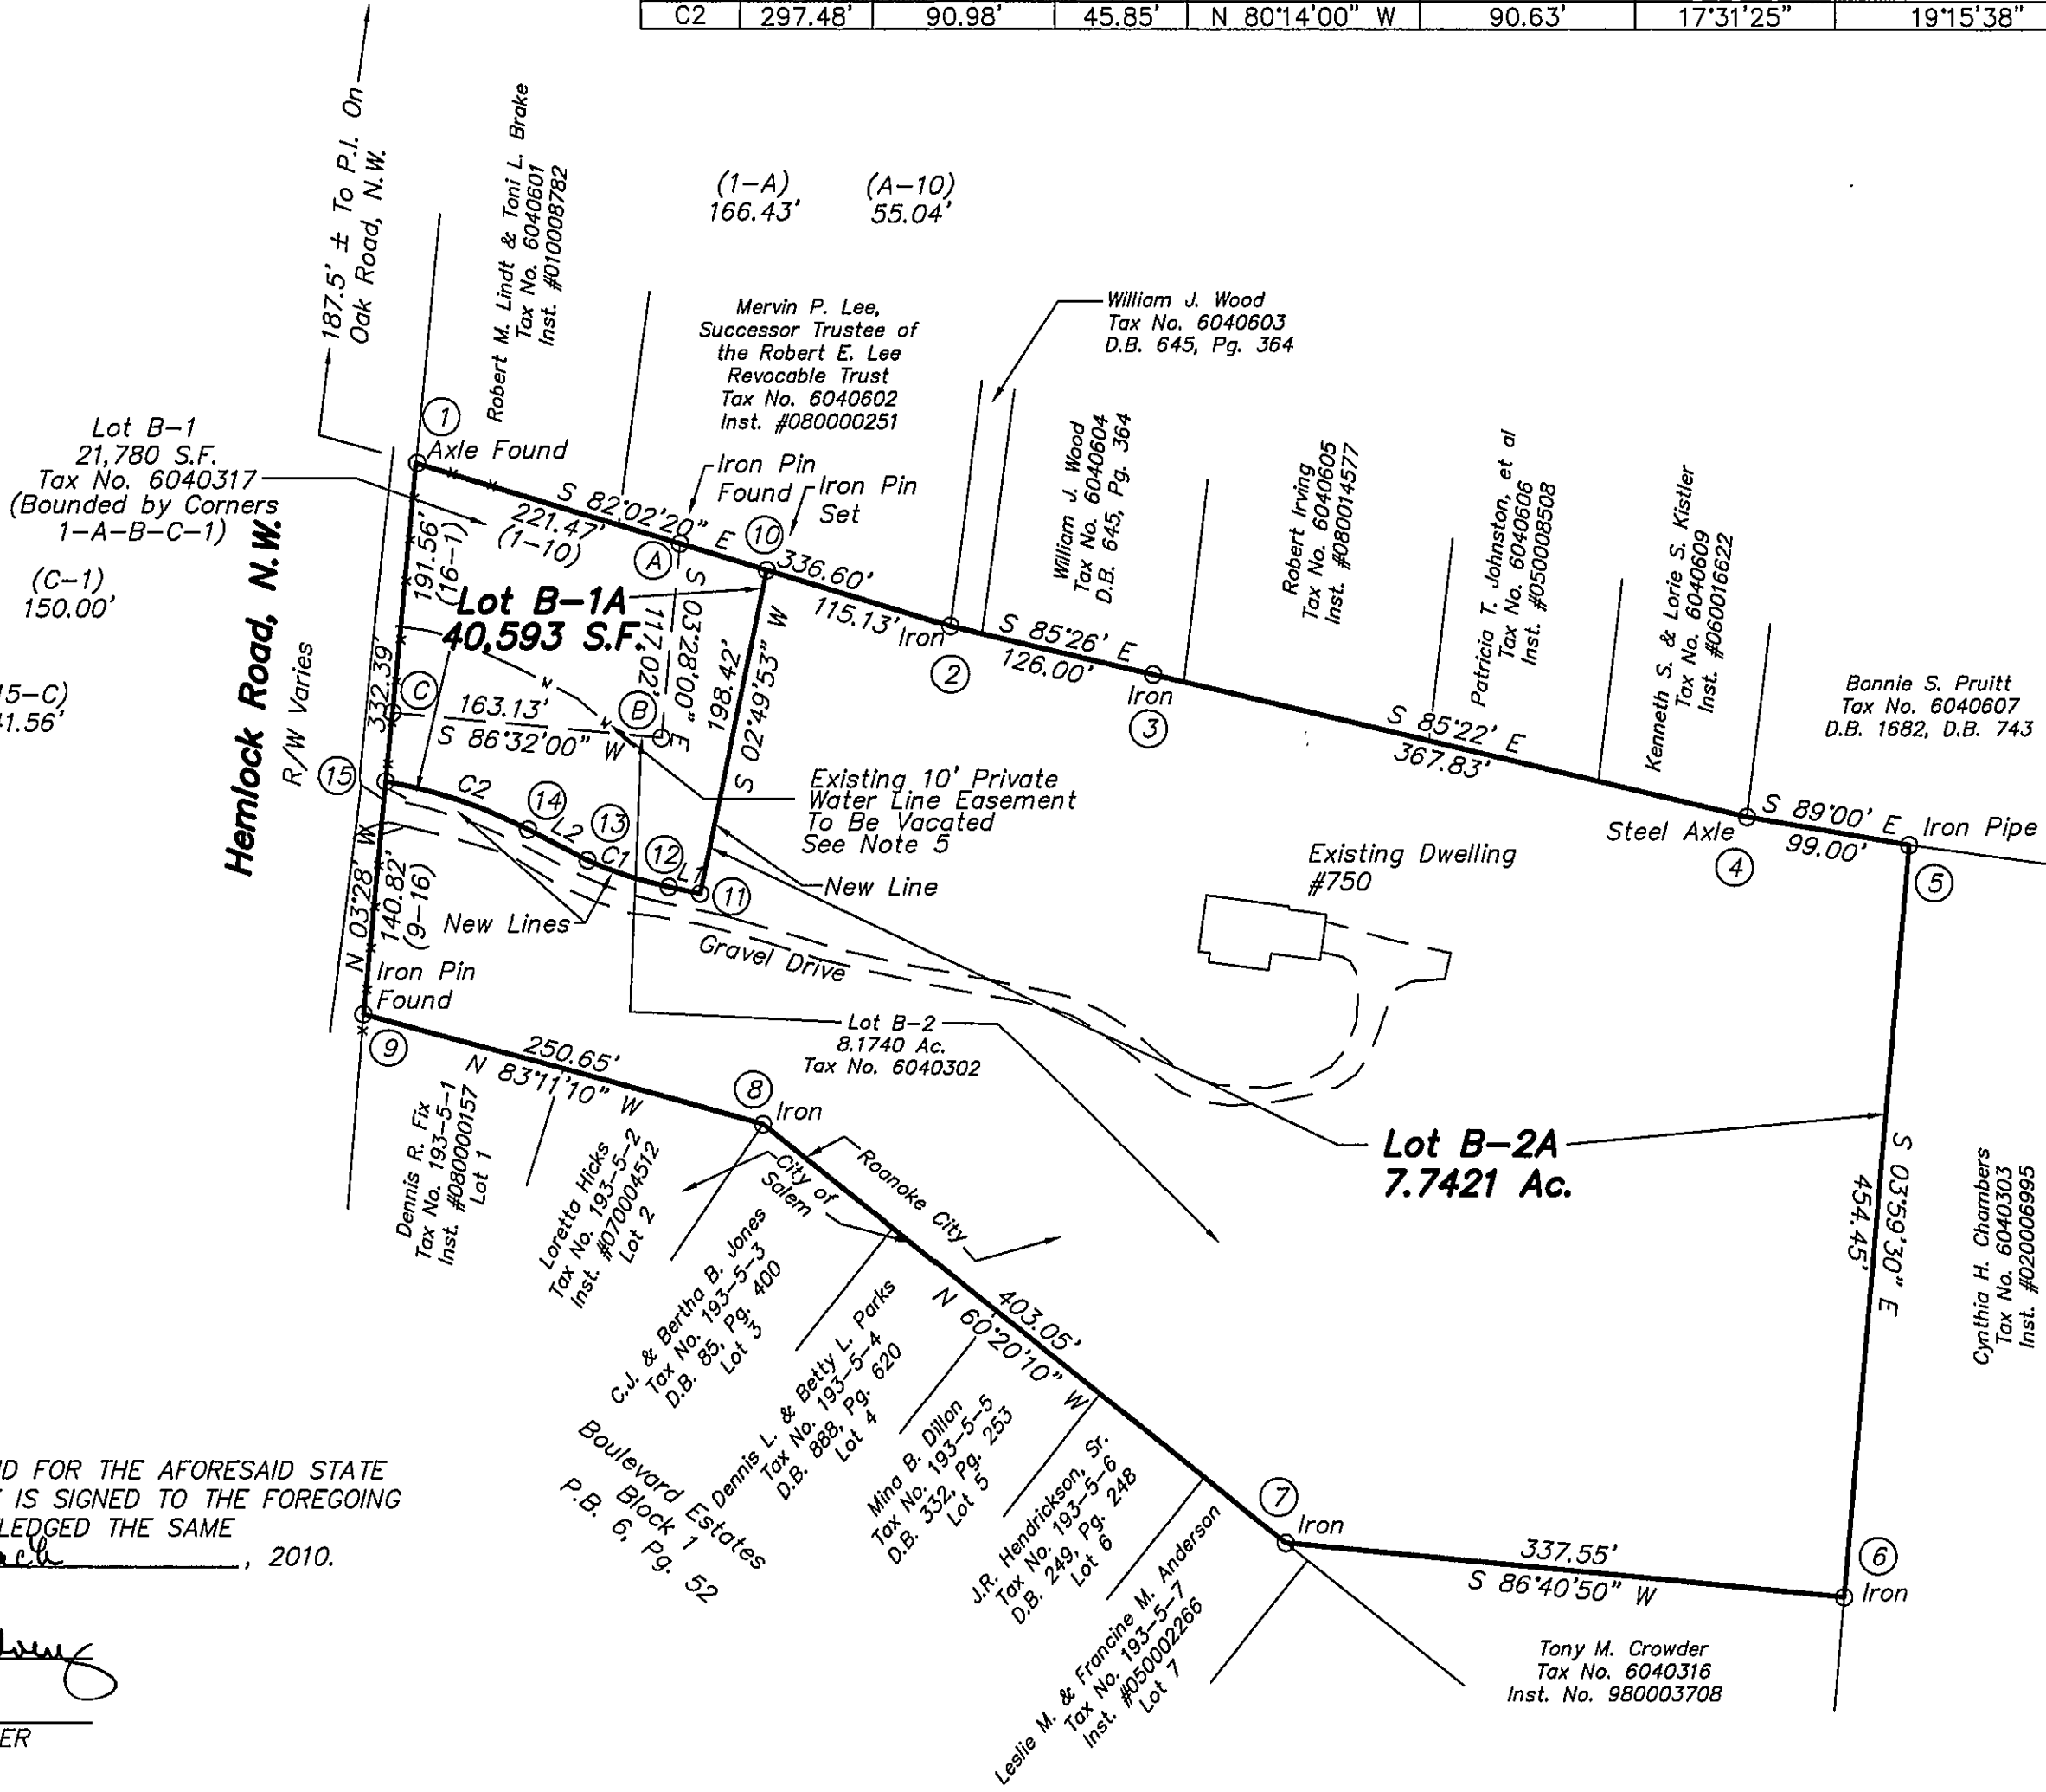 C2 297.48' 90.98' 45.85' N 80°14'00" W 90.63' 17°31'25" 19°15'38"
187.5' ± To P.I. On
Oak Road, N.W.
Robert M. Lindt & Toni L. Brake
Tax No. 6040601
Inst. #010008782
(1-A)
166.43'
(A-10)
55.04'
Mervin P. Lee,
Successor Trustee of
the Robert E. Lee
Revocable Trust
Tax No. 6040602
Inst. #080000251
William J. Wood
Tax No. 6040603
D.B. 645, Pg. 364
William J. Wood
Tax No. 6040604
D.B. 645, Pg. 364
Robert Irving
Tax No. 6040605
Inst. #080014577
Patricia T. Johnston, et al
Tax No. 6040606
Inst. #050008508
Kenneth S. & Lorie S. Kistler
Tax No. 6040609
Inst. #060016622
Bonnie S. Pruitt
Tax No. 6040607
D.B. 1682, D.B. 743
Lot B-1
21,780 S.F.
Tax No. 6040317
(Bounded by Corners
1-A-B-C-1)
(C-1)
150.00'
5-C)
1.56'
Hemlock Road, N.W.
R/W Varies
1
Axle Found
S 82°02'20" E
221.47'
(1-10)
Iron Pin
Found
Iron Pin
Set
A
10
336.60'
115.13'
Iron
2
S 85°26' E
126.00'
Iron
3
S 85°22' E
367.83'
Steel Axle
4
S 89°00' E
99.00'
Iron Pipe
5
191.56'
(16-1)
Lot B-1A
40,593 S.F.
S 03°28'00" E
117.02'
198.42'
S 02°49'53" W
332.39'
C
163.13'
S 86°32'00" W
B
15
C2
14
L2
13
C1
12
L1
11
Existing 10' Private
Water Line Easement
To Be Vacated
See Note 5
New Line
New Lines
Gravel Drive
Existing Dwelling
#750
N 03°28' W
140.82'
(9-16)
Iron Pin
Found
9
250.65'
N 83°11'10" W
8
Iron
Lot B-2
8.1740 Ac.
Tax No. 6040302
Lot B-2A
7.7421 Ac.
S 03°59'30" E
454.45'
Cynthia H. Chambers
Tax No. 6040303
Inst. #020006995
Dennis R. Fix
Tax No. 193-5-1
Inst. #080000157
Lot 1
Loretta Hicks
Tax No. 193-5-2
Inst. #070004512
Lot 2
City of
Salem
Roanoke City
C.J. & Bertha B. Jones
Tax No. 193-5-3
D.B. 85, Pg. 400
Lot 3
Dennis L. & Betty L. Parks
Tax No. 193-5-4
D.B. 888, Pg. 620
Lot 4
403.05'
N 60°20'10" W
Mina B. Dillon
Tax No. 193-5-5
D.B. 332, Pg. 253
Lot 5
J.R. Hendrickson, Sr.
Tax No. 193-5-6
D.B. 249, Pg. 248
Lot 6
Leslie M. & Francine M. Anderson
Tax No. 193-5-7
Inst. #050002266
Lot 7
Boulevard Estates
Block 1
P.B. 6, Pg. 52
7
Iron
337.55'
S 86°40'50" W
6
Iron
Tony M. Crowder
Tax No. 6040316
Inst. No. 980003708
D FOR THE AFORESAID STATE
IS SIGNED TO THE FOREGOING
LEDGED THE SAME
, 2010.
ER